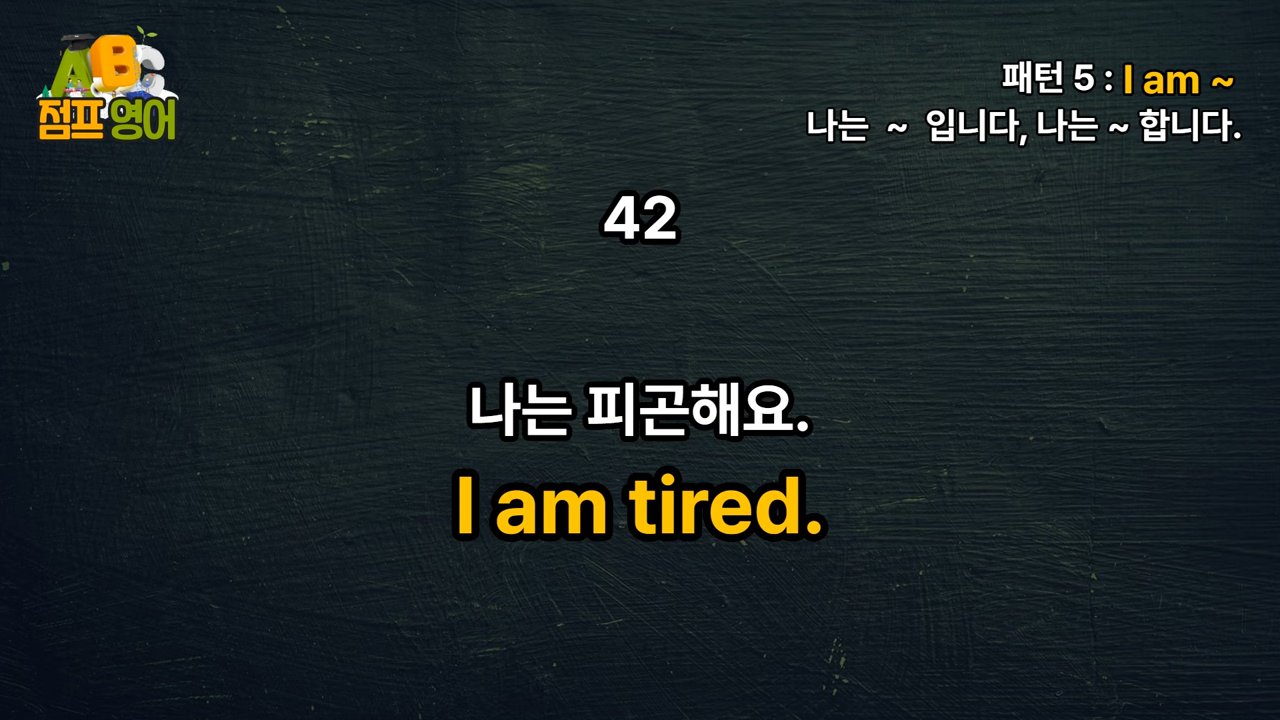 ABC
점프 영어
패턴 5 : I am ~
나는 ~ 입니다, 나는 ~ 합니다.
42
나는 피곤해요.
I am tired.